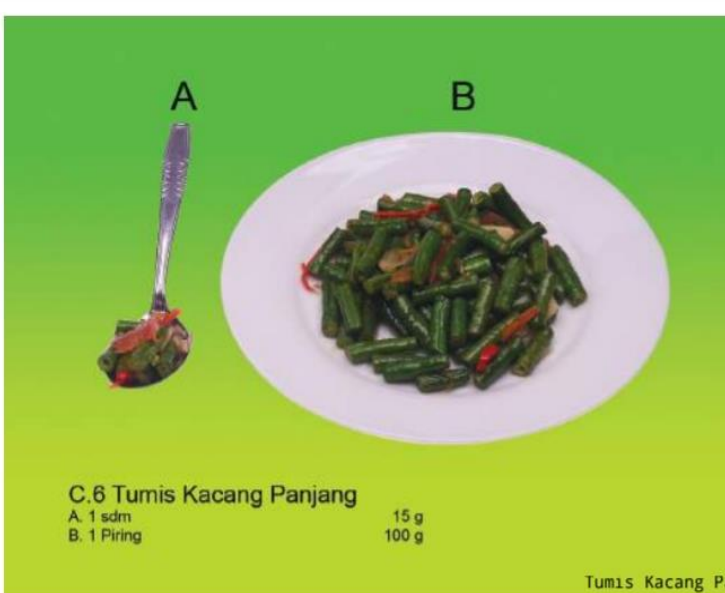 A
B
C.6 Tumis Kacang Panjang
A. 1 sdm 15 g
B. 1 Piring 100 g
Tumis Kacang